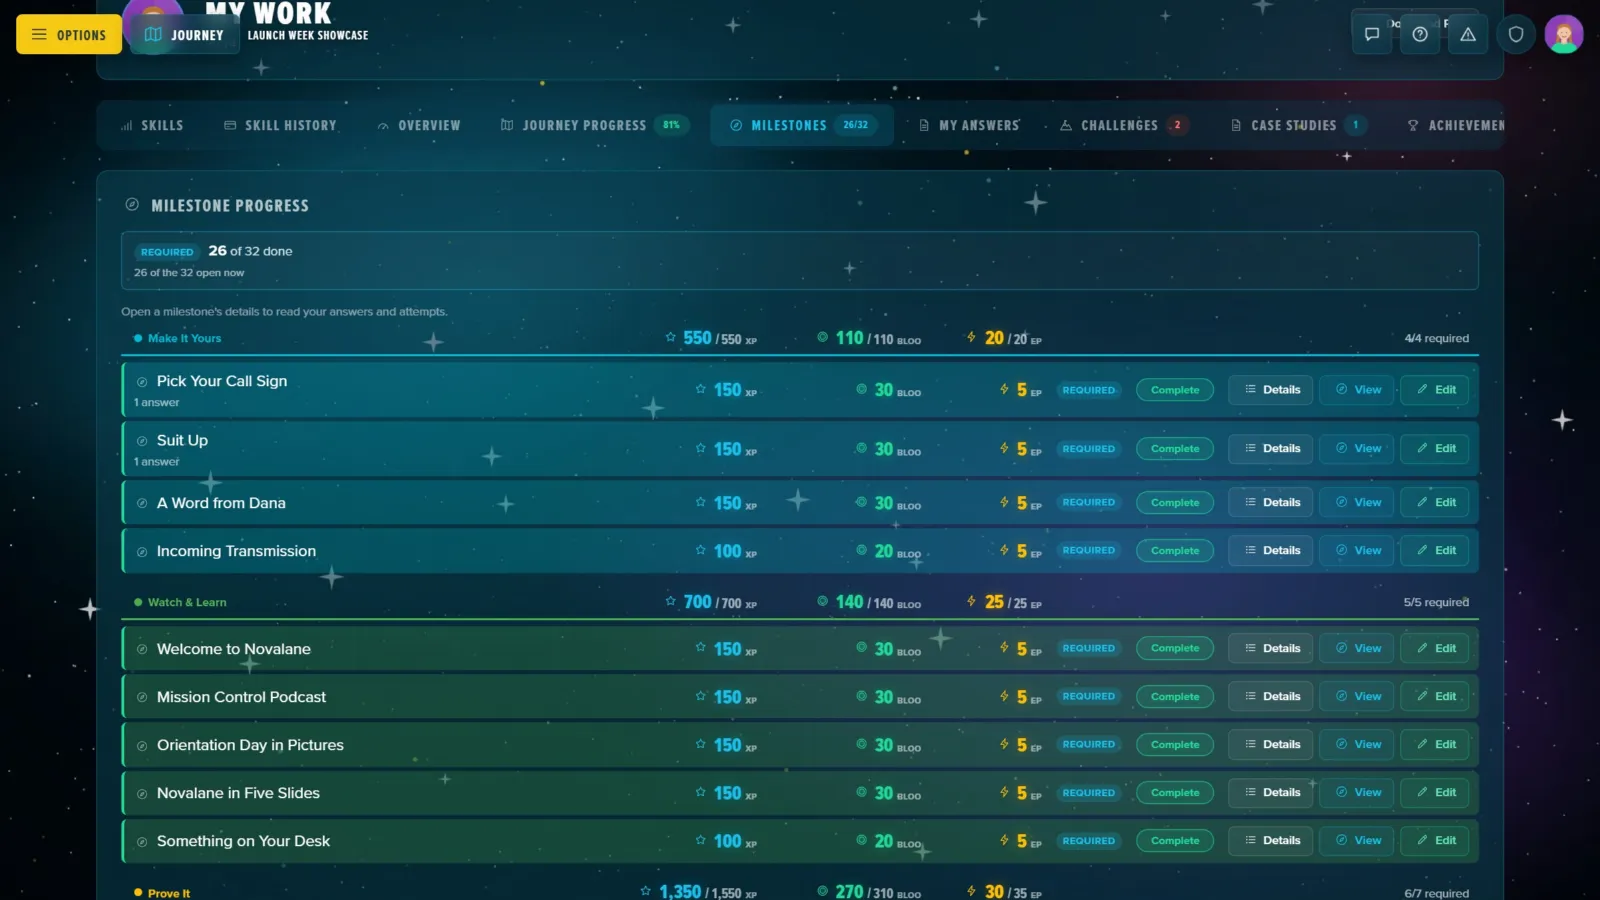 MY WORK
OPTIONS
JOURNEY
LAUNCH WEEK SHOWCASE
SKILLS
SKILL HISTORY
OVERVIEW
JOURNEY PROGRESS 81%
MILESTONES 26/32
MY ANSWERS
CHALLENGES 2
CASE STUDIES 1
ACHIEVEMEN
MILESTONE PROGRESS
REQUIRED 26 of 32 done
26 of the 32 open now
Open a milestone's details to read your answers and attempts.
Make It Yours 550 / 550 XP 110 / 110 BLOO 20 / 20 EP 4/4 required
Pick Your Call Sign 150 XP 30 BLOO 5 EP REQUIRED Complete Details View Edit
1 answer
Suit Up 150 XP 30 BLOO 5 EP REQUIRED Complete Details View Edit
1 answer
A Word from Dana 150 XP 30 BLOO 5 EP REQUIRED Complete Details View Edit
Incoming Transmission 100 XP 20 BLOO 5 EP REQUIRED Complete Details View Edit
Watch & Learn 700 / 700 XP 140 / 140 BLOO 25 / 25 EP 5/5 required
Welcome to Novalane 150 XP 30 BLOO 5 EP REQUIRED Complete Details View Edit
Mission Control Podcast 150 XP 30 BLOO 5 EP REQUIRED Complete Details View Edit
Orientation Day in Pictures 150 XP 30 BLOO 5 EP REQUIRED Complete Details View Edit
Novalane in Five Slides 150 XP 30 BLOO 5 EP REQUIRED Complete Details View Edit
Something on Your Desk 100 XP 20 BLOO 5 EP REQUIRED Complete Details View Edit
Prove It 1,350 / 1,550 XP 270 / 310 BLOO 30 / 35 EP 6/7 required